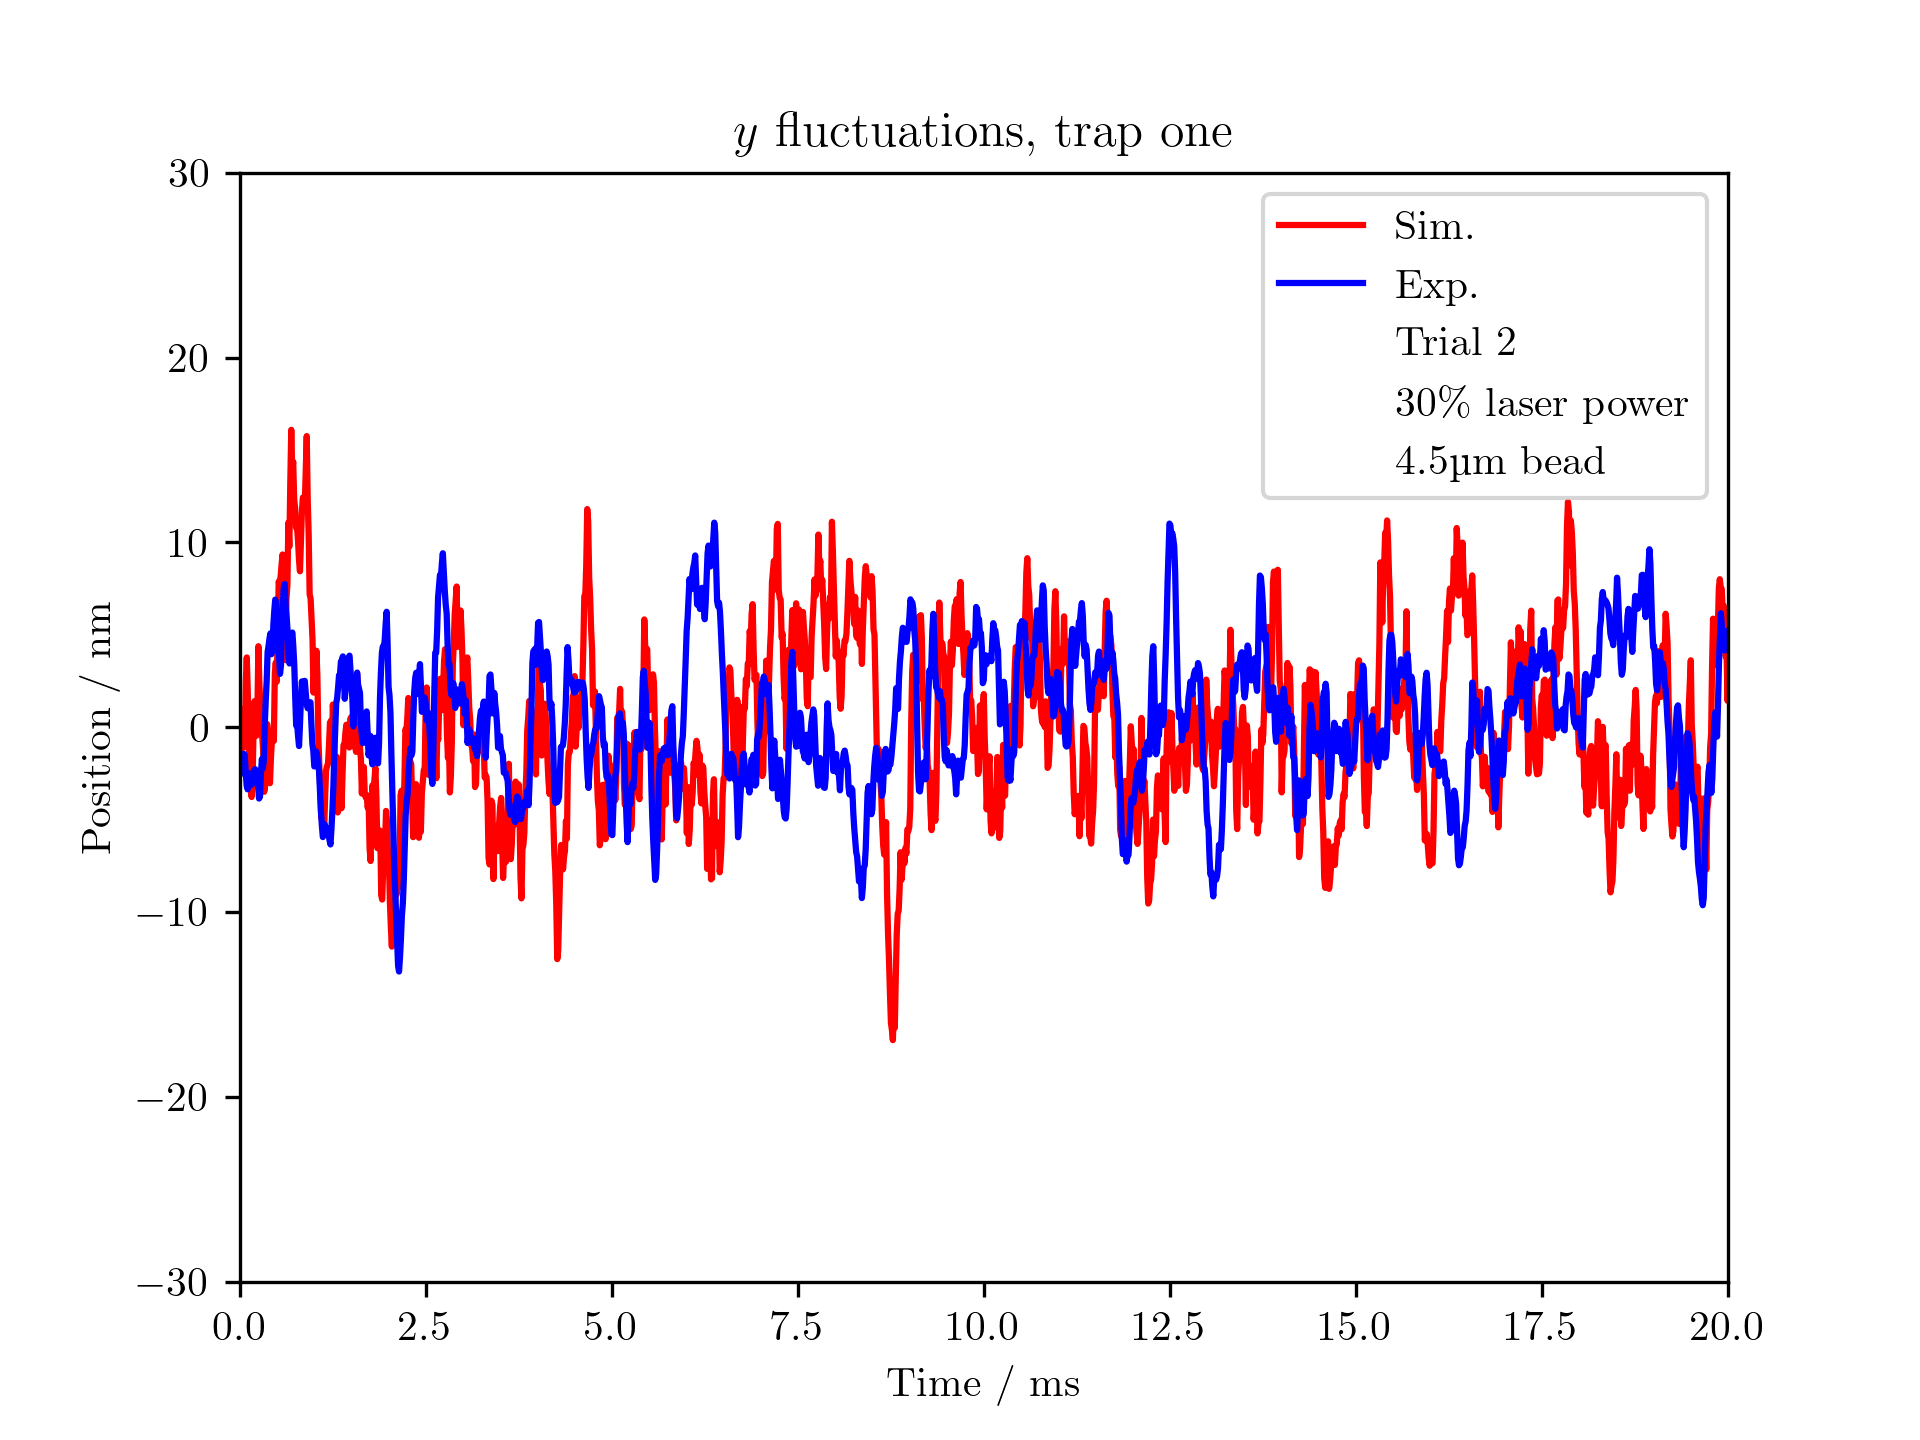 y fluctuations, trap one
Sim.
Exp.
Trial 2
30% laser power
4.5µm bead
Position / nm
30
20
10
0
−10
−20
−30
0.0 2.5 5.0 7.5 10.0 12.5 15.0 17.5 20.0
Time / ms